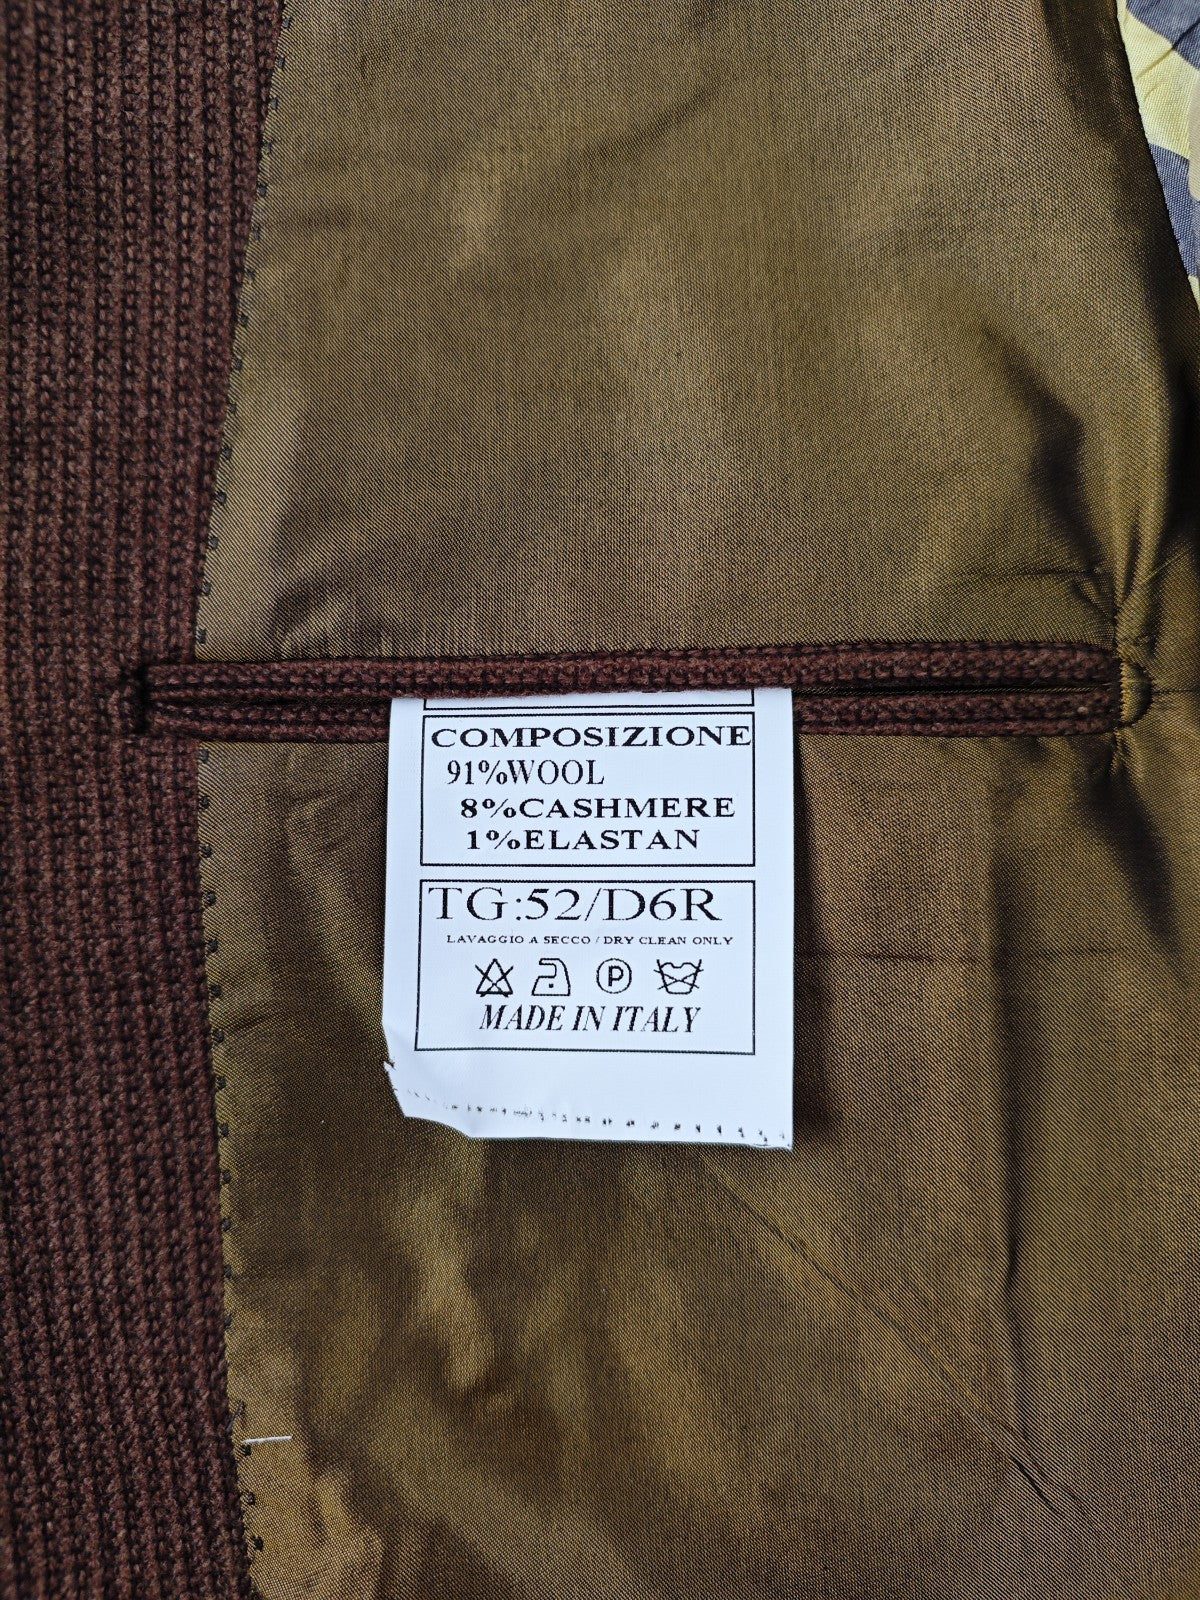 COMPOSIZIONE
91%WOOL
8%CASHMERE
1%ELASTAN
TG:52/D6R
LAVAGGIO A SECCO / DRY CLEAN ONLY
P
MADE IN ITALY